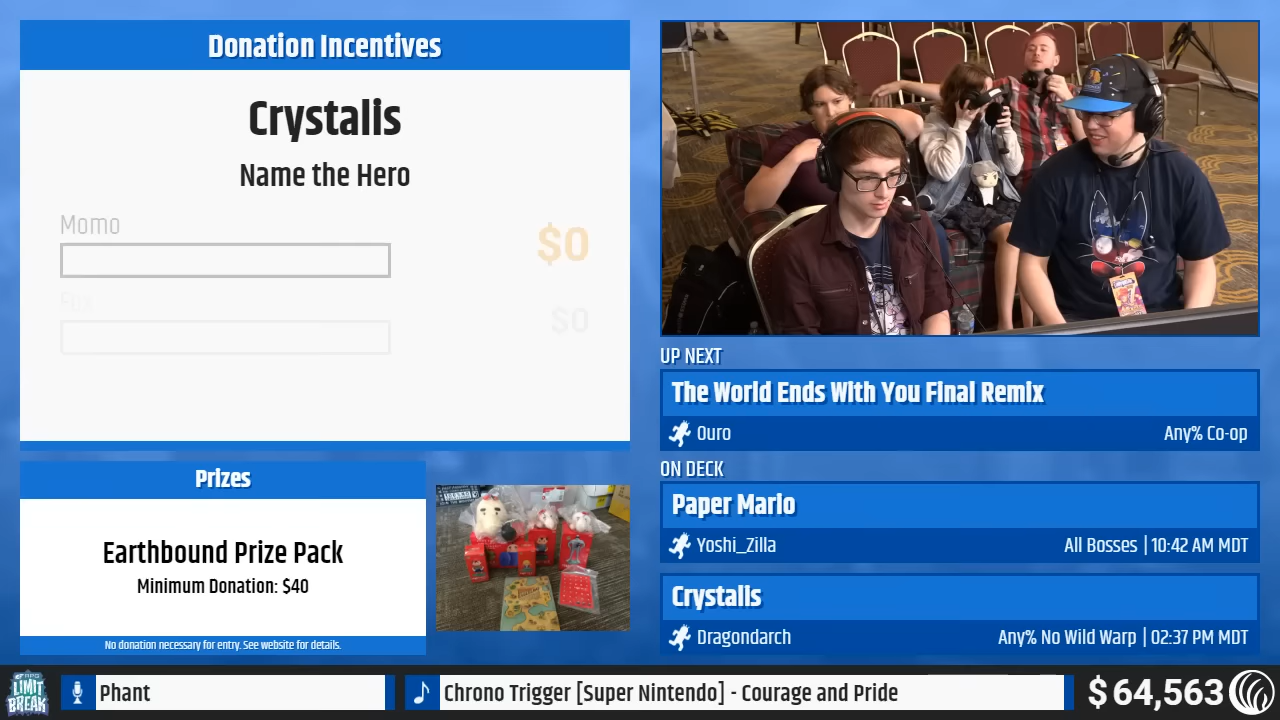 Donation Incentives
Crystalis
Name the Hero
Momo
$0
$0
Prizes
Earthbound Prize Pack
Minimum Donation: $40
No donation necessary for entry. See website for details.
UP NEXT
The World Ends With You Final Remix
Ouro
Any% Co-op
ON DECK
Paper Mario
Yoshi_Zilla
All Bosses | 10:42 AM MDT
Crystalis
Dragondarch
Any% No Wild Warp | 02:37 PM MDT
RPG
LIMIT
BREAK
Phant
Chrono Trigger [Super Nintendo] - Courage and Pride
$64,563